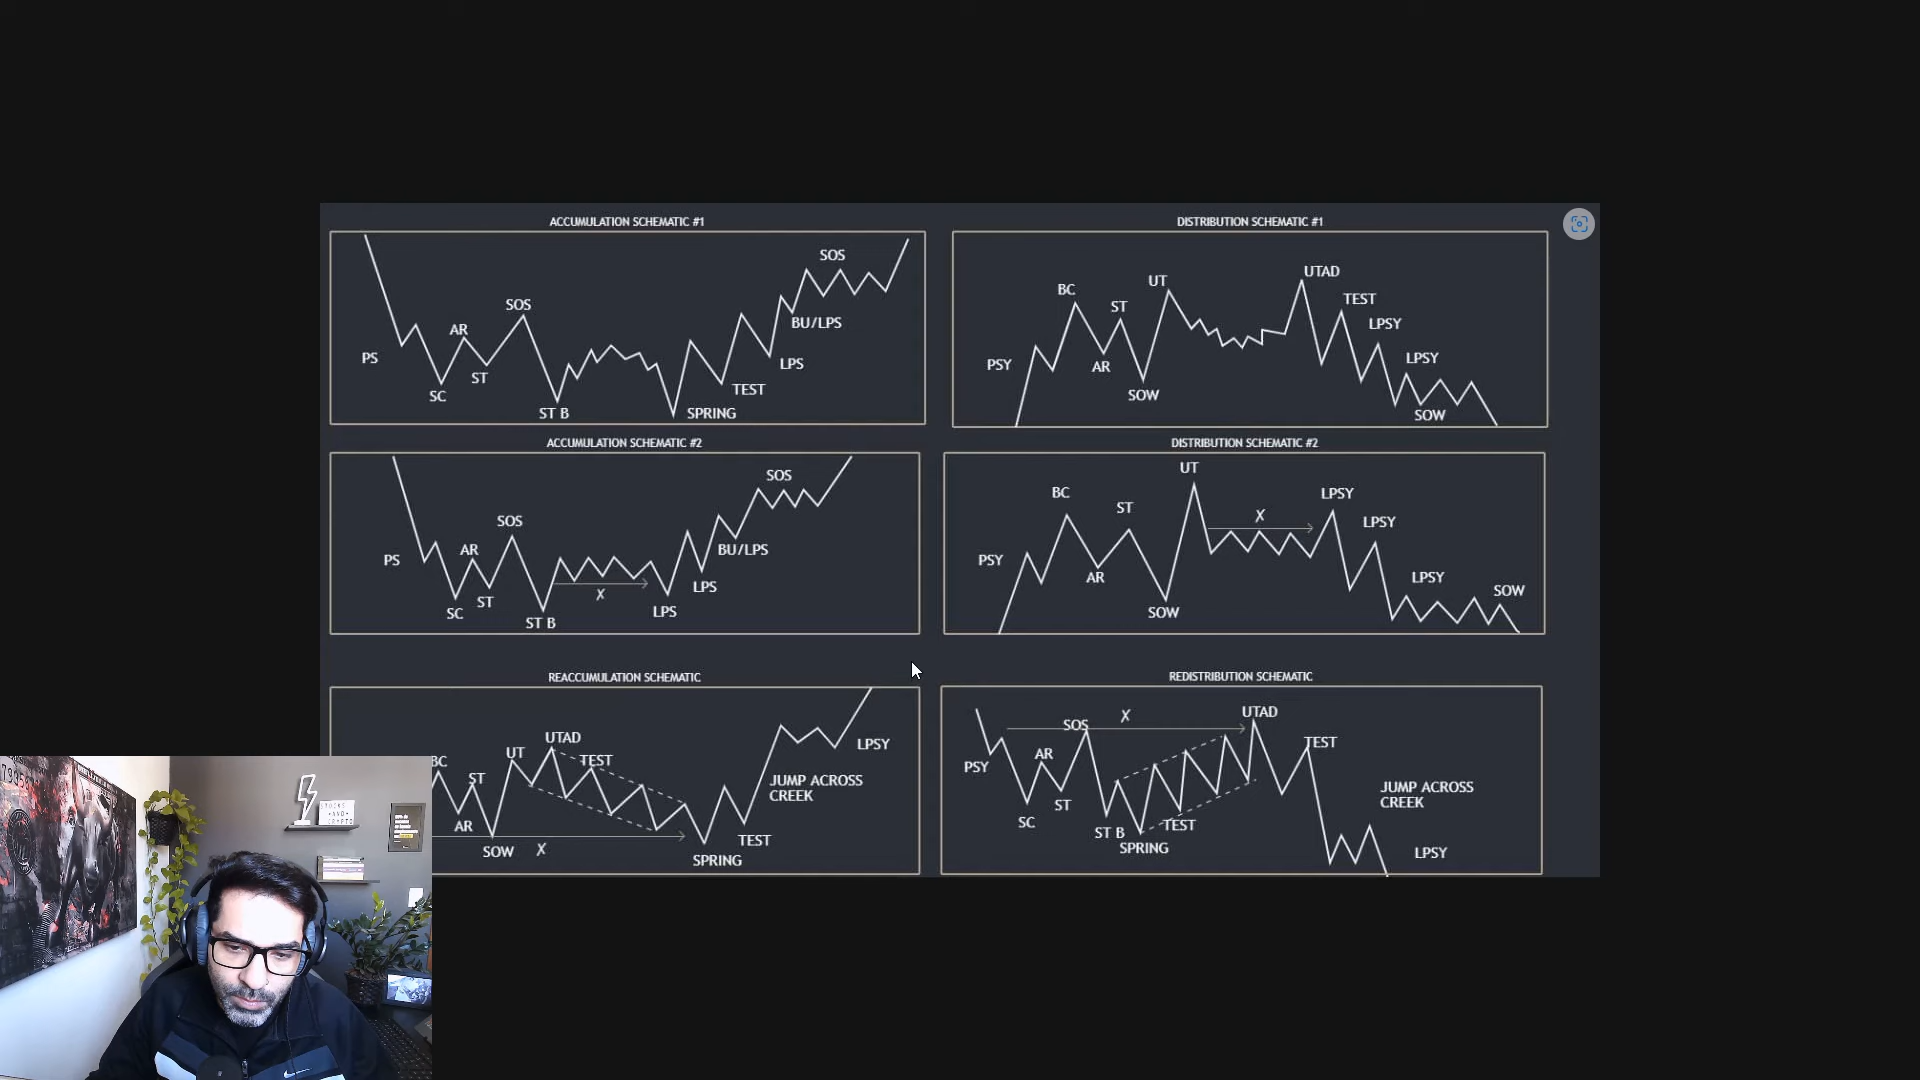 ACCUMULATION SCHEMATIC #1
SOS
SOS
AR
BU/LPS
PS
LPS
ST
TEST
SC
ST B
SPRING
DISTRIBUTION SCHEMATIC #1
UTAD
UT
BC
TEST
ST
LPSY
LPSY
PSY
AR
SOW
SOW
ACCUMULATION SCHEMATIC #2
SOS
SOS
AR
BU/LPS
PS
LPS
X
ST
SC
LPS
ST B
DISTRIBUTION SCHEMATIC #2
UT
BC
LPSY
ST
X
LPSY
PSY
AR
LPSY
SOW
SOW
REACCUMULATION SCHEMATIC
UTAD
LPSY
UT
TEST
BC
ST
JUMP ACROSS
CREEK
AR
TEST
SOW
X
SPRING
REDISTRIBUTION SCHEMATIC
UTAD
X
SOS
TEST
AR
PSY
JUMP ACROSS
CREEK
ST
SC
TEST
ST B
SPRING
LPSY